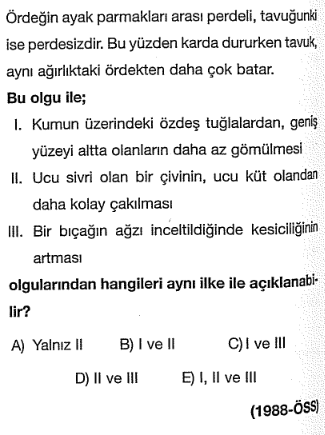 Ördeğin ayak parmakları arası perdeli, tavuğunki
ise perdesizdir. Bu yüzden karda dururken tavuk,
aynı ağırlıktaki ördekten daha çok batar.
Bu olgu ile;
I. Kumun üzerindeki özdeş tuğlalardan, geniş
yüzeyi altta olanların daha az gömülmesi
II. Ucu sivri olan bir çivinin, ucu küt olandan
daha kolay çakılması
III. Bir bıçağın ağzı inceltildiğinde kesiciliğinin
artması
olgularından hangileri aynı ilke ile açıklanabi-
lir?
A) Yalnız II B) I ve II C) I ve III
D) II ve III E) I, II ve III
(1988-ÖSS)